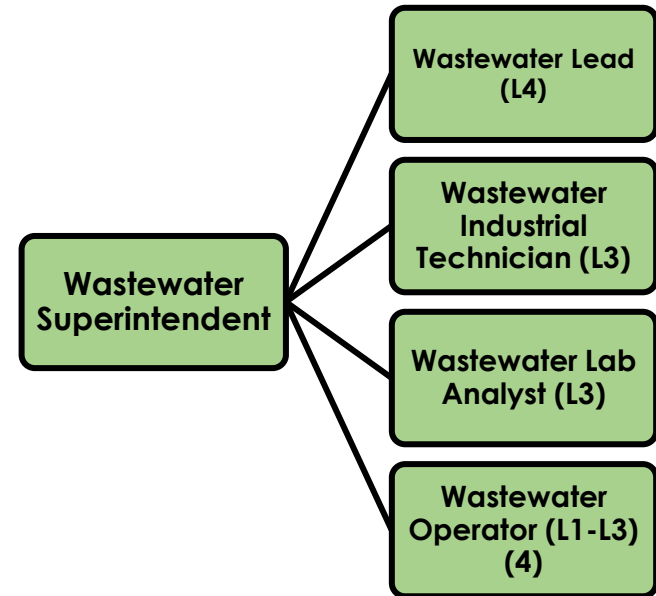 Wastewater Lead
(L4)
Wastewater
Industrial
Technician (L3)
Wastewater
Superintendent
Wastewater Lab
Analyst (L3)
Wastewater
Operator (L1-L3)
(4)